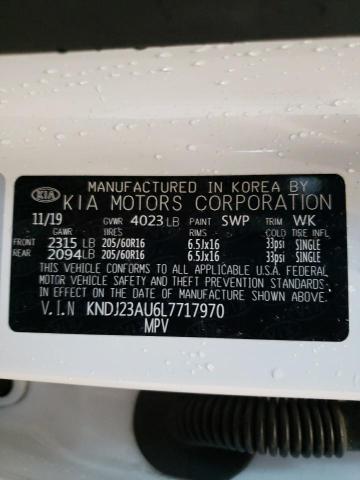 MANUFACTURED IN KOREA BY
KIA KIA MOTORS CORPORATION
11/19 GVWR 4023 LB PAINT SWP TRIM WK
GAWR TIRES RIMS COLD TIRE INFL
FRONT 2315 LB 205/60R16 6.5Jx16 33psi SINGLE
REAR 2094 LB 205/60R16 6.5Jx16 33psi SINGLE
THIS VEHICLE CONFORMS TO ALL APPLICABLE U.S.A. FEDERAL
MOTOR VEHICLE SAFETY AND THEFT PREVENTION STANDARDS
IN EFFECT ON THE DATE OF MANUFACTURE SHOWN ABOVE.
V.I.N KNDJ23AU6L7717970
MPV